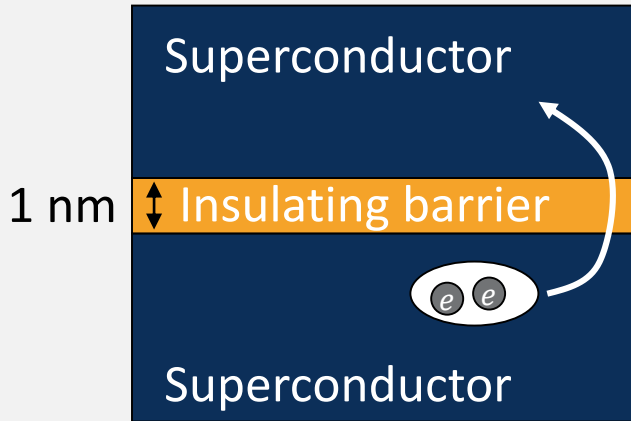 Superconductor
1 nm
Insulating barrier
e e
Superconductor